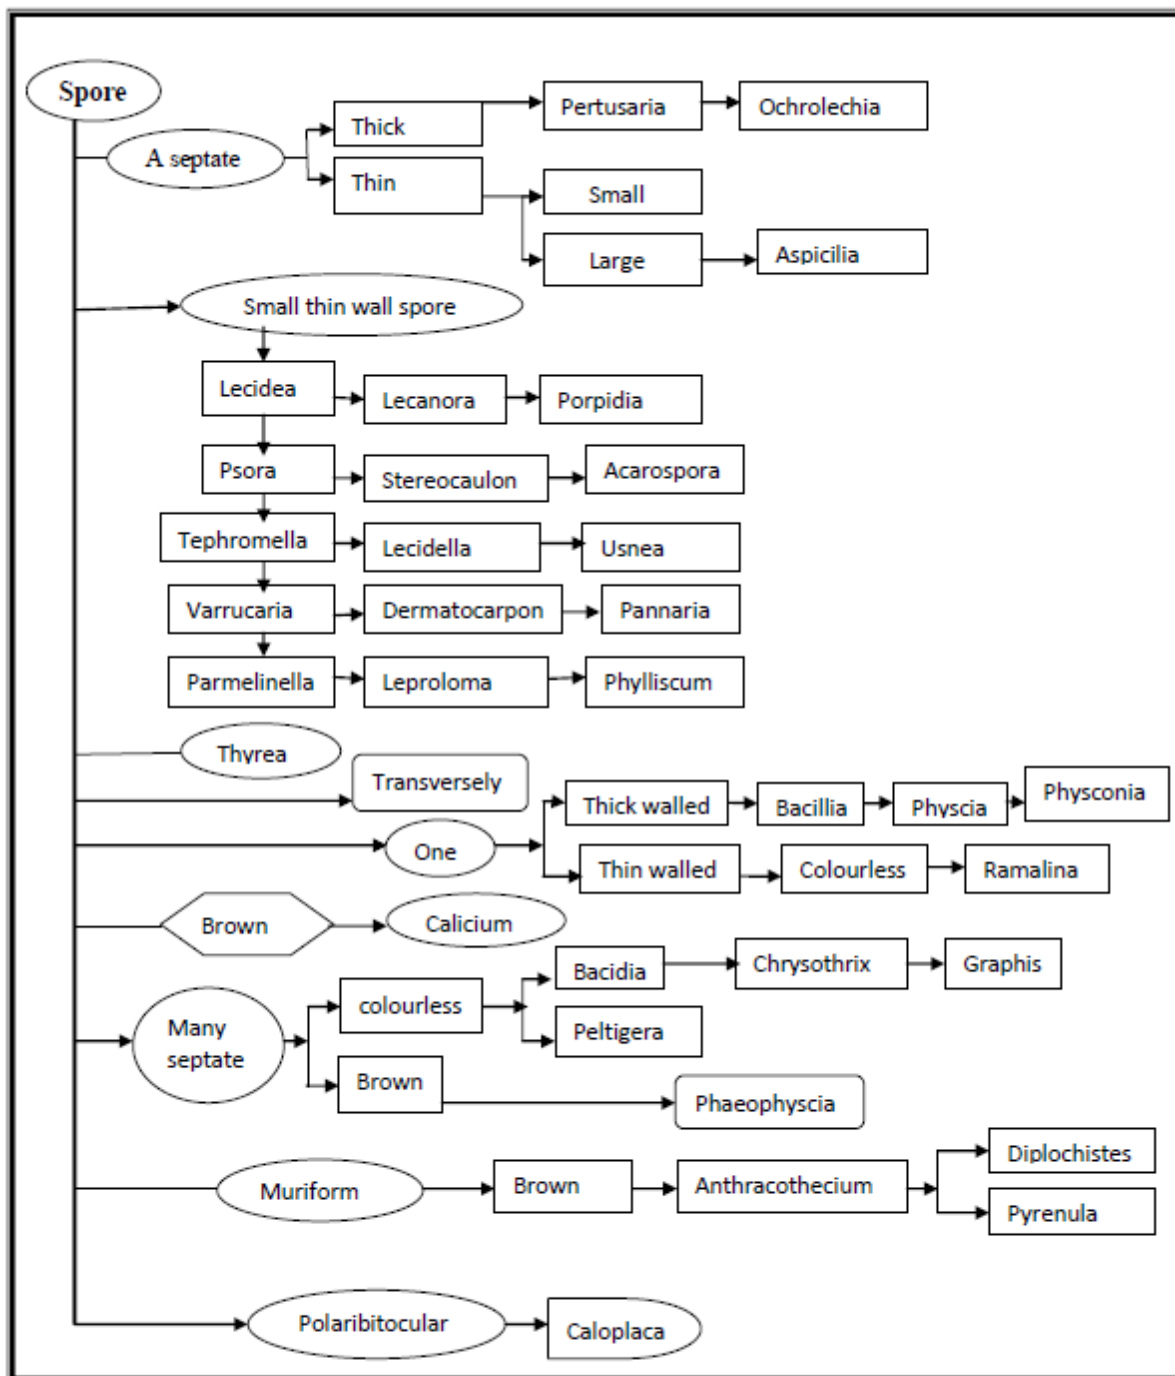 Spore
Thick
Pertusaria
Ochrolechia
A septate
Thin
Small
Large
Aspicilia
Small thin wall spore
Lecidea
Lecanora
Porpidia
Psora
Stereocaulon
Acarospora
Tephromella
Lecidella
Usnea
Varrucaria
Dermatocarpon
Pannaria
Parmelinella
Leproloma
Phylliscum
Thyrea
Transversely
One
Thick walled
Bacillia
Physcia
Physconia
Thin walled
Colourless
Ramalina
Brown
Calicium
Many
septate
colourless
Bacidia
Chrysothrix
Graphis
Peltigera
Brown
Phaeophyscia
Muriform
Brown
Anthracothecium
Diplochistes
Pyrenula
Polaribitocular
Caloplaca